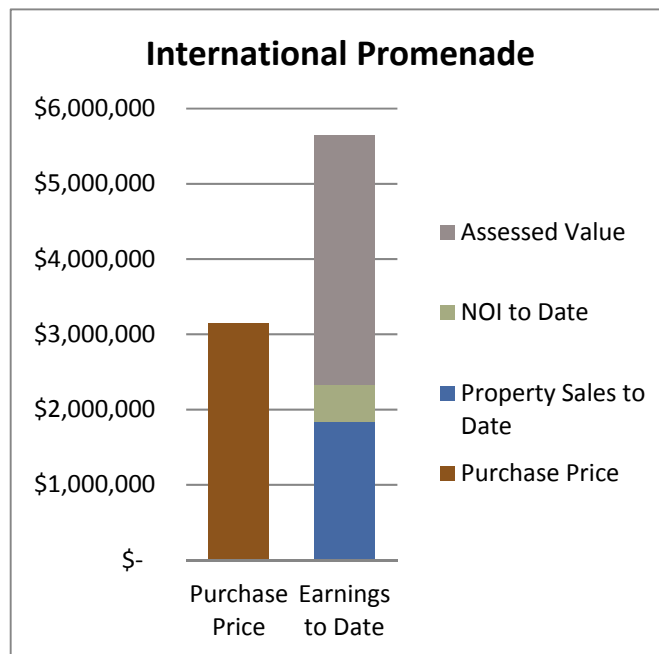 International Promenade
$6,000,000
$5,000,000
$4,000,000
$3,000,000
$2,000,000
$1,000,000
$-
Purchase
Price
Earnings
to Date
Assessed Value
NOI to Date
Property Sales to
Date
Purchase Price